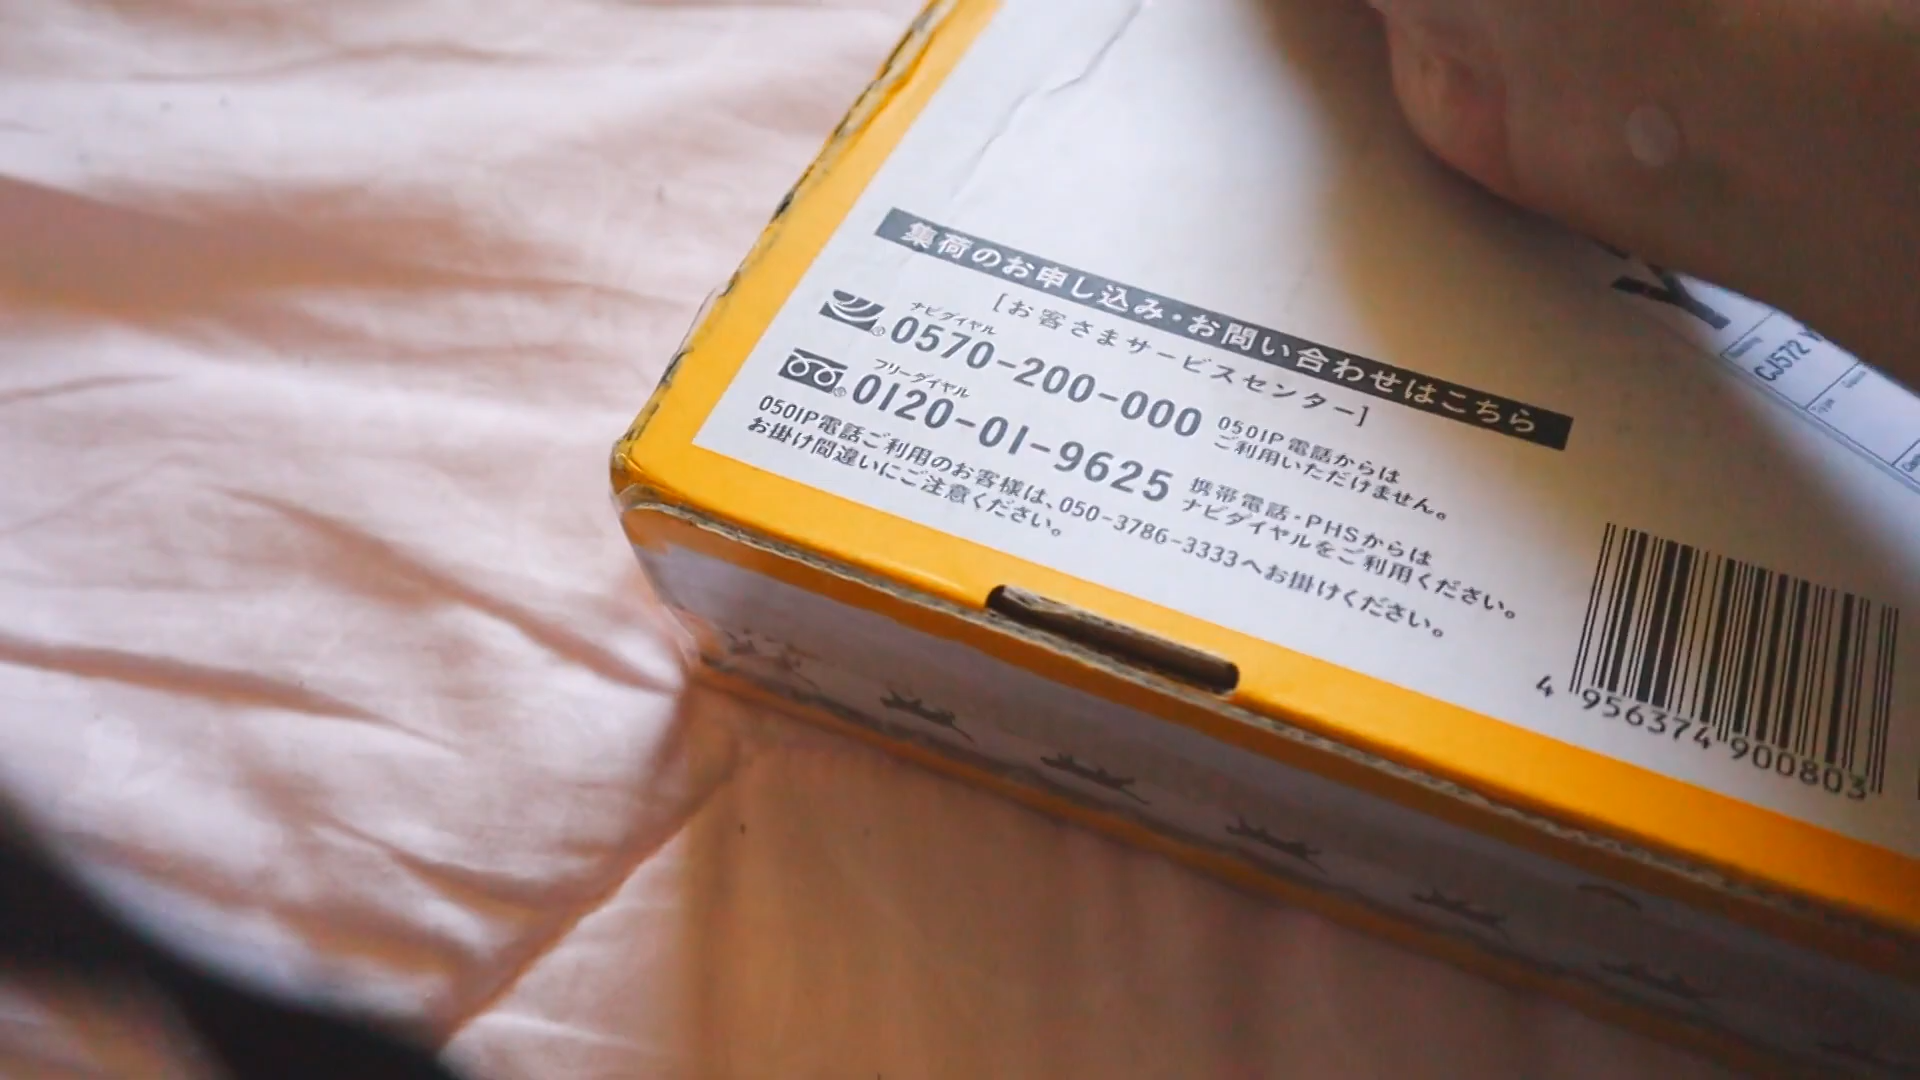 集荷のお申し込み・お問い合わせはこちら
[お客さまサービスセンター]
ナビダイヤル
0570-200-000 050IP電話からはご利用いただけません。
フリーダイヤル
0120-01-9625 携帯電話・PHSからはナビダイヤルをご利用ください。
050IP電話ご利用のお客様は、050-3786-3333へお掛けください。
お掛け間違いにご注意ください。
4 956374 900803
Y
CJ572